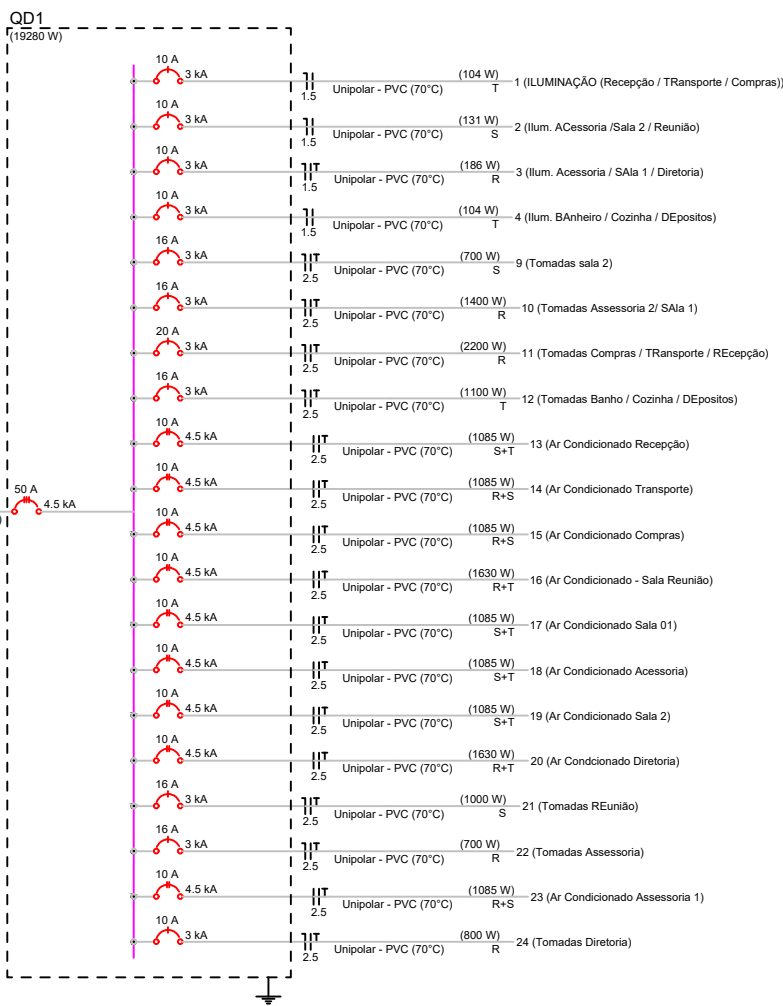 QD1
(19280 W)
10 A
3 kA
1.5
Unipolar - PVC (70°C)
(104 W)
T
1 (ILUMINAÇÃO (Recepção / TRansporte / Compras))
10 A
3 kA
1.5
Unipolar - PVC (70°C)
(131 W)
S
2 (Ilum. ACessoria /Sala 2 / Reunião)
10 A
3 kA
1.5
Unipolar - PVC (70°C)
(186 W)
R
3 (Ilum. Acessoria / SAla 1 / Diretoria)
10 A
3 kA
1.5
Unipolar - PVC (70°C)
(104 W)
T
4 (Ilum. BAnheiro / Cozinha / DEpositos)
16 A
3 kA
2.5
Unipolar - PVC (70°C)
(700 W)
S
9 (Tomadas sala 2)
16 A
3 kA
2.5
Unipolar - PVC (70°C)
(1400 W)
R
10 (Tomadas Assessoria 2/ SAla 1)
20 A
3 kA
2.5
Unipolar - PVC (70°C)
(2200 W)
R
11 (Tomadas Compras / TRansporte / REcepção)
16 A
3 kA
2.5
Unipolar - PVC (70°C)
(1100 W)
T
12 (Tomadas Banho / Cozinha / DEpositos)
10 A
4.5 kA
2.5
Unipolar - PVC (70°C)
(1085 W)
S+T
13 (Ar Condicionado Recepção)
10 A
4.5 kA
2.5
Unipolar - PVC (70°C)
(1085 W)
R+S
14 (Ar Condicionado Transporte)
50 A
4.5 kA
10 A
4.5 kA
2.5
Unipolar - PVC (70°C)
(1085 W)
R+S
15 (Ar Condicionado Compras)
10 A
4.5 kA
2.5
Unipolar - PVC (70°C)
(1630 W)
R+T
16 (Ar Condicionado - Sala Reunião)
10 A
4.5 kA
2.5
Unipolar - PVC (70°C)
(1085 W)
S+T
17 (Ar Condicionado Sala 01)
10 A
4.5 kA
2.5
Unipolar - PVC (70°C)
(1085 W)
S+T
18 (Ar Condicionado Acessoria)
10 A
4.5 kA
2.5
Unipolar - PVC (70°C)
(1085 W)
S+T
19 (Ar Condicionado Sala 2)
10 A
4.5 kA
2.5
Unipolar - PVC (70°C)
(1630 W)
R+T
20 (Ar Condcionado Diretoria)
16 A
3 kA
2.5
Unipolar - PVC (70°C)
(1000 W)
S
21 (Tomadas REunião)
16 A
3 kA
2.5
Unipolar - PVC (70°C)
(700 W)
R
22 (Tomadas Assessoria)
10 A
4.5 kA
2.5
Unipolar - PVC (70°C)
(1085 W)
R+S
23 (Ar Condicionado Assessoria 1)
10 A
3 kA
2.5
Unipolar - PVC (70°C)
(800 W)
R
24 (Tomadas Diretoria)